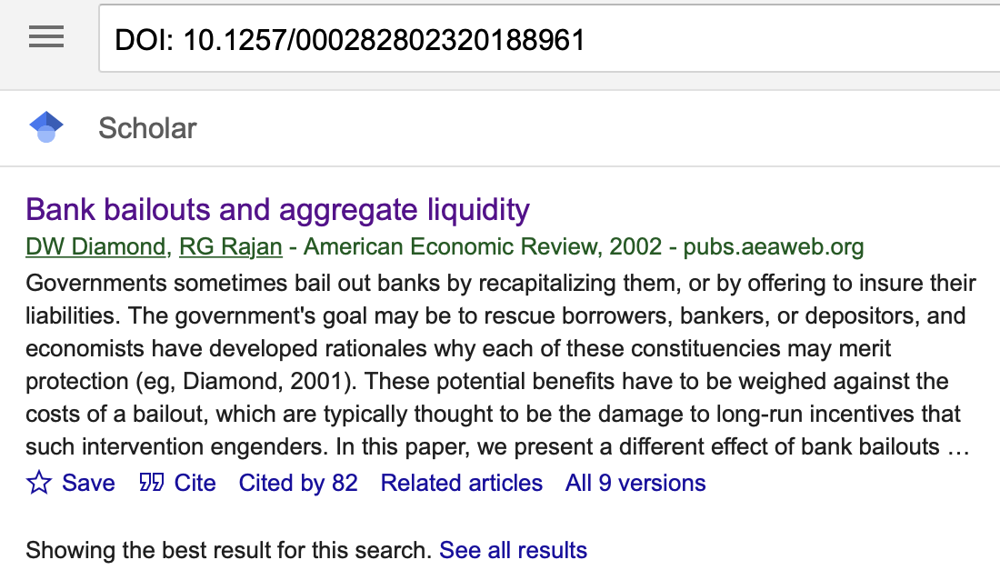 DOI: 10.1257/000282802320188961
Scholar
Bank bailouts and aggregate liquidity
DW Diamond, RG Rajan - American Economic Review, 2002 - pubs.aeaweb.org
Governments sometimes bail out banks by recapitalizing them, or by offering to insure their
liabilities. The government's goal may be to rescue borrowers, bankers, or depositors, and
economists have developed rationales why each of these constituencies may merit
protection (eg, Diamond, 2001). These potential benefits have to be weighed against the
costs of a bailout, which are typically thought to be the damage to long-run incentives that
such intervention engenders. In this paper, we present a different effect of bank bailouts …
Save Cite Cited by 82 Related articles All 9 versions
Showing the best result for this search. See all results